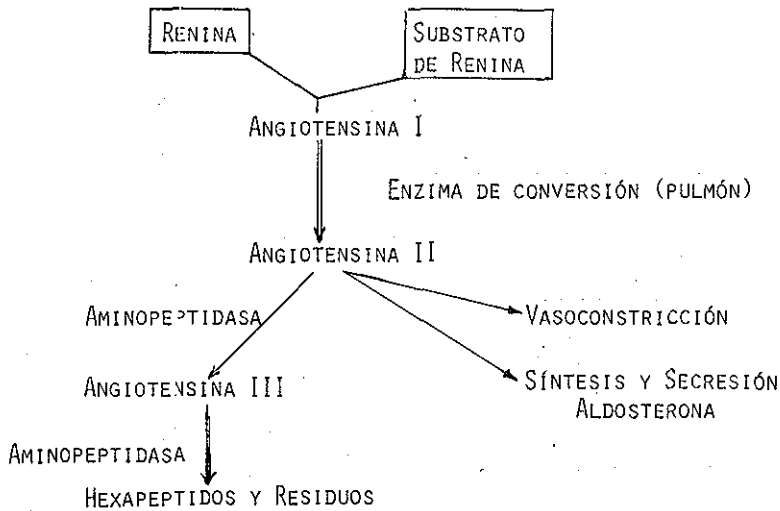 RENINA
SUBSTRATO
DE RENINA
ANGIOTENSINA I
ENZIMA DE CONVERSIÓN (PULMÓN)
ANGIOTENSINA II
AMINOPEPTIDASA
VASOCONSTRICCIÓN
ANGIOTENSINA III
SÍNTESIS Y SECRESIÓN
ALDOSTERONA
AMINOPEPTIDASA
HEXAPEPTIDOS Y RESIDUOS